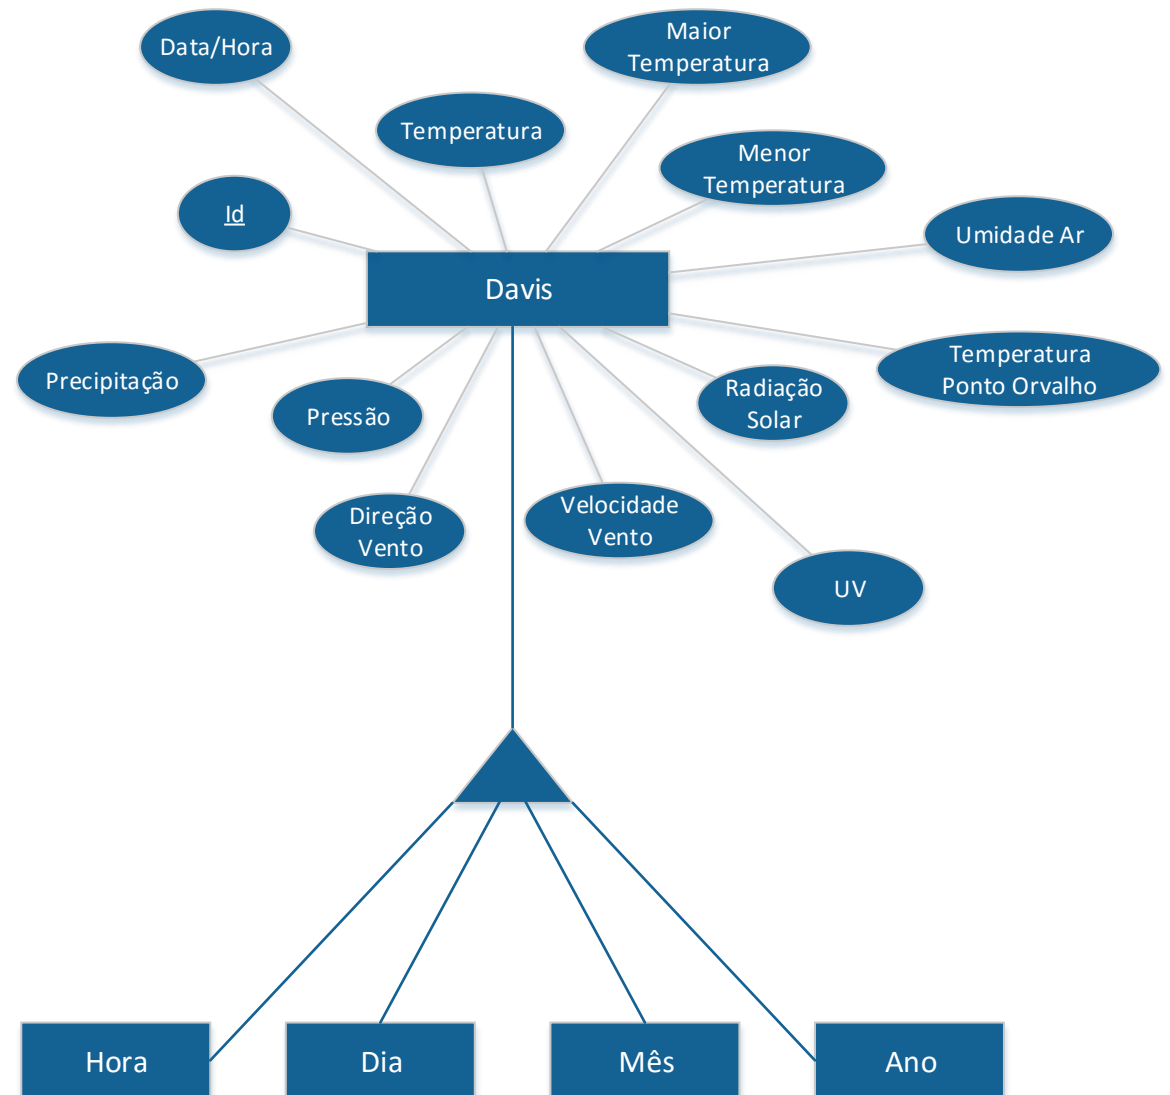 Data/Hora
Maior
Temperatura
Temperatura
Menor
Temperatura
Id
Umidade Ar
Davis
Temperatura
Ponto Orvalho
Precipitação
Pressão
Radiação
Solar
Direção
Vento
Velocidade
Vento
UV
Hora
Dia
Mês
Ano